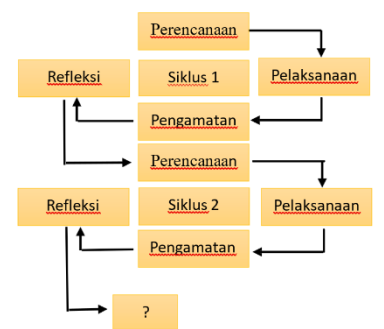 Perencanaan
Refleksi
Siklus 1
Pelaksanaan
Pengamatan
Perencanaan
Refleksi
Siklus 2
Pelaksanaan
Pengamatan
?